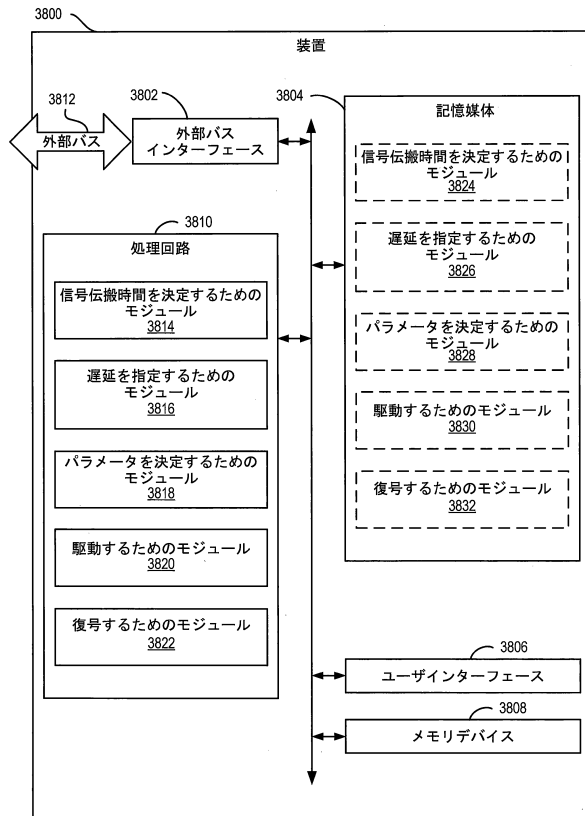 3800
装置
3812
外部バス
3802
外部バス
インターフェース
3804
記憶媒体
信号伝搬時間を決定するための
モジュール
3824
遅延を指定するための
モジュール
3826
パラメータを決定するための
モジュール
3828
駆動するためのモジュール
3830
復号するためのモジュール
3832
3810
処理回路
信号伝搬時間を決定するための
モジュール
3814
遅延を指定するための
モジュール
3816
パラメータを決定するための
モジュール
3818
駆動するためのモジュール
3820
復号するためのモジュール
3822
3806
ユーザインターフェース
3808
メモリデバイス